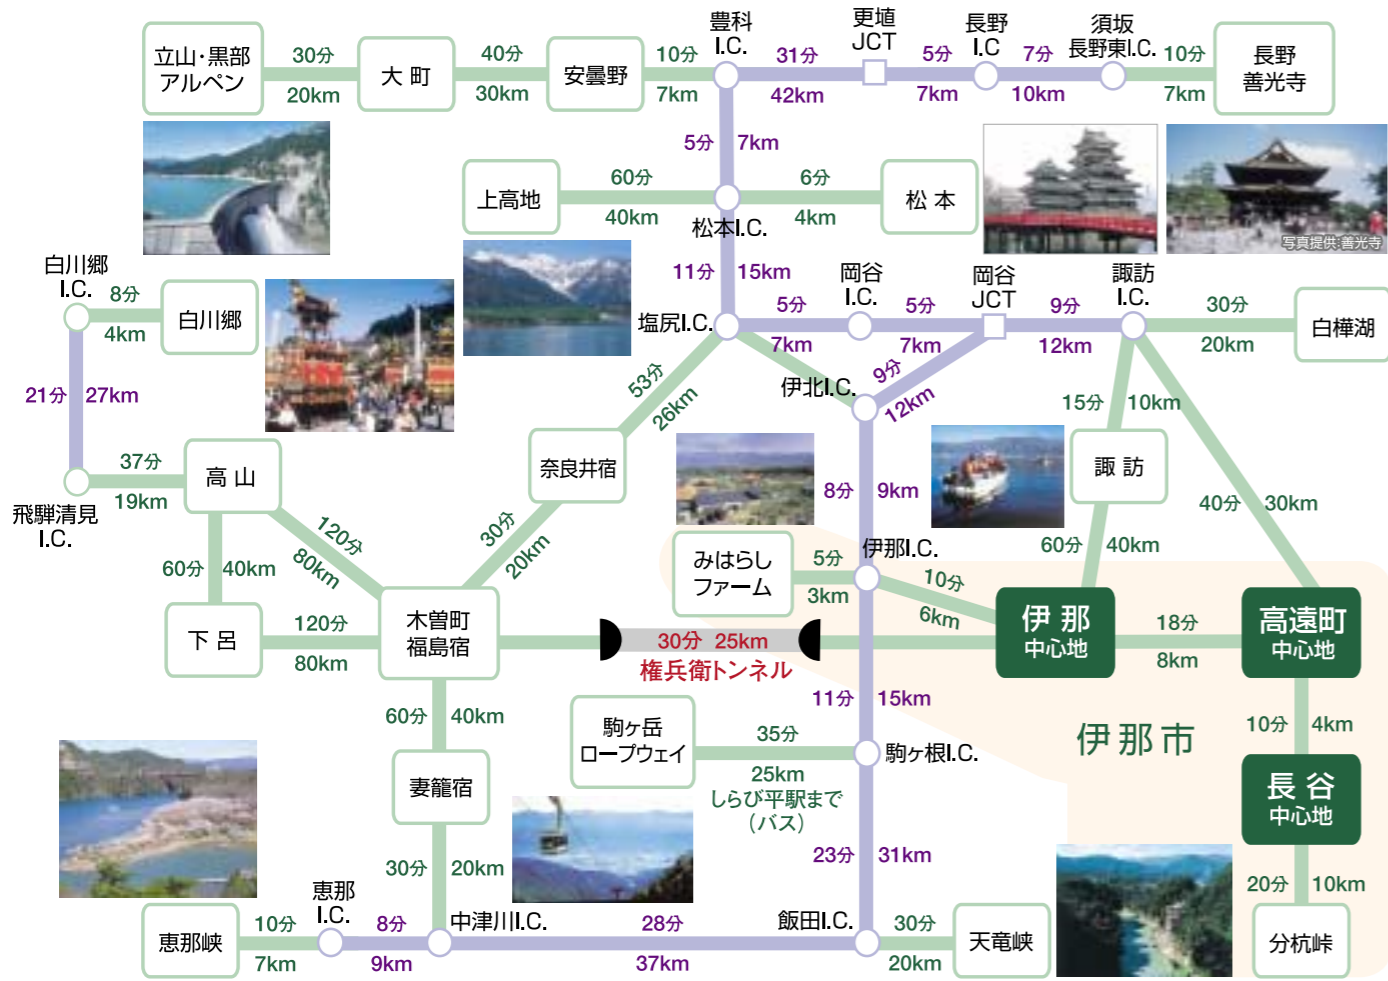 立山・黒部
アルペン
30分
20km
大町
40分
30km
安曇野
10分
7km
豊科
I.C.
31分
42km
更埴
JCT
5分
7km
長野
I.C
7分
10km
須坂
長野東I.C.
10分
7km
長野
善光寺
5分
7km
上高地
60分
40km
松本I.C.
6分
4km
松本
写真提供:善光寺
11分
15km
白川郷
I.C.
8分
4km
白川郷
塩尻I.C.
5分
7km
岡谷
I.C.
5分
7km
岡谷
JCT
9分
12km
諏訪
I.C.
30分
20km
白樺湖
21分
27km
53分
26km
伊北I.C.
9分
12km
15分
10km
諏訪
奈良井宿
飛騨清見
I.C.
37分
19km
高山
8分
9km
40分
30km
60分
40km
120分
80km
30分
20km
60分
40km
みはらし
ファーム
5分
3km
伊那I.C.
10分
6km
下呂
120分
80km
木曽町
福島宿
30分 25km
権兵衛トンネル
伊那
中心地
18分
8km
高遠町
中心地
60分
40km
11分
15km
伊那市
10分
4km
駒ヶ岳
ロープウェイ
35分
25km
しらび平駅まで
(バス)
駒ヶ根I.C.
長谷
中心地
妻籠宿
30分
20km
23分
31km
20分
10km
恵那峡
10分
7km
恵那
I.C.
8分
9km
中津川I.C.
28分
37km
飯田I.C.
30分
20km
天竜峡
分杭峠